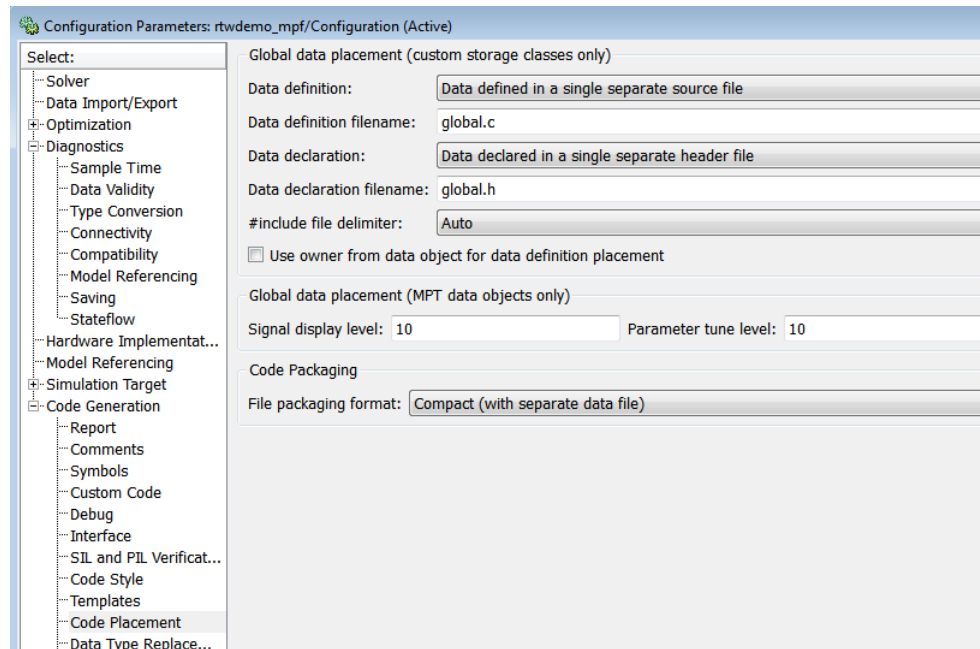 Configuration Parameters: rtwdemo_mpf/Configuration (Active)
Select:
Solver
Data Import/Export
Optimization
Diagnostics
Sample Time
Data Validity
Type Conversion
Connectivity
Compatibility
Model Referencing
Saving
Stateflow
Hardware Implementat...
Model Referencing
Simulation Target
Code Generation
Report
Comments
Symbols
Custom Code
Debug
Interface
SIL and PIL Verificat...
Code Style
Templates
Code Placement
Data Type Replace...
Global data placement (custom storage classes only)
Data definition: Data defined in a single separate source file
Data definition filename: global.c
Data declaration: Data declared in a single separate header file
Data declaration filename: global.h
#include file delimiter: Auto
Use owner from data object for data definition placement
Global data placement (MPT data objects only)
Signal display level: 10 Parameter tune level: 10
Code Packaging
File packaging format: Compact (with separate data file)